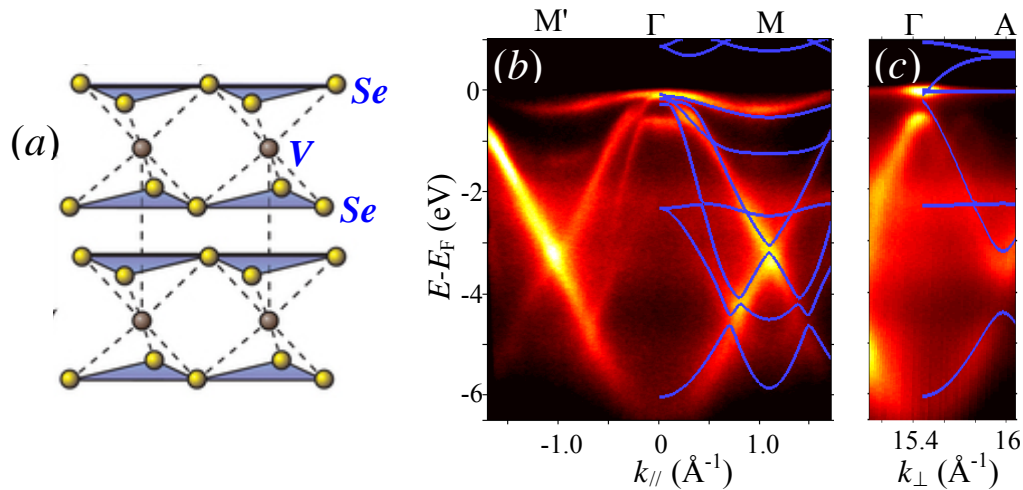 (a)
Se
V
Se
M' Γ M
(b)
0
-2
-4
-6
E-E_F (eV)
-1.0 0 1.0
k_// (Å⁻¹)
Γ A
(c)
15.4 16
k_⊥ (Å⁻¹)